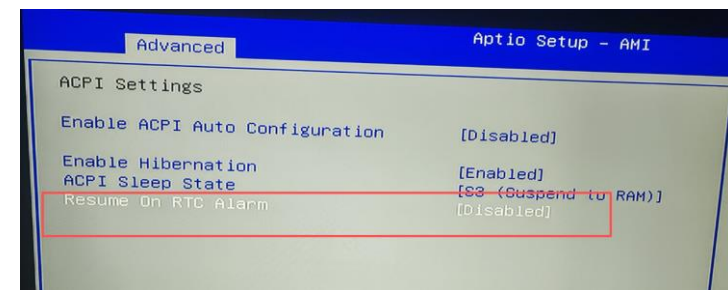 Aptio Setup - AMI
Advanced
ACPI Settings
Enable ACPI Auto Configuration [Disabled]
Enable Hibernation [Enabled]
ACPI Sleep State [S3 (Suspend to RAM)]
Resume On RTC Alarm [Disabled]